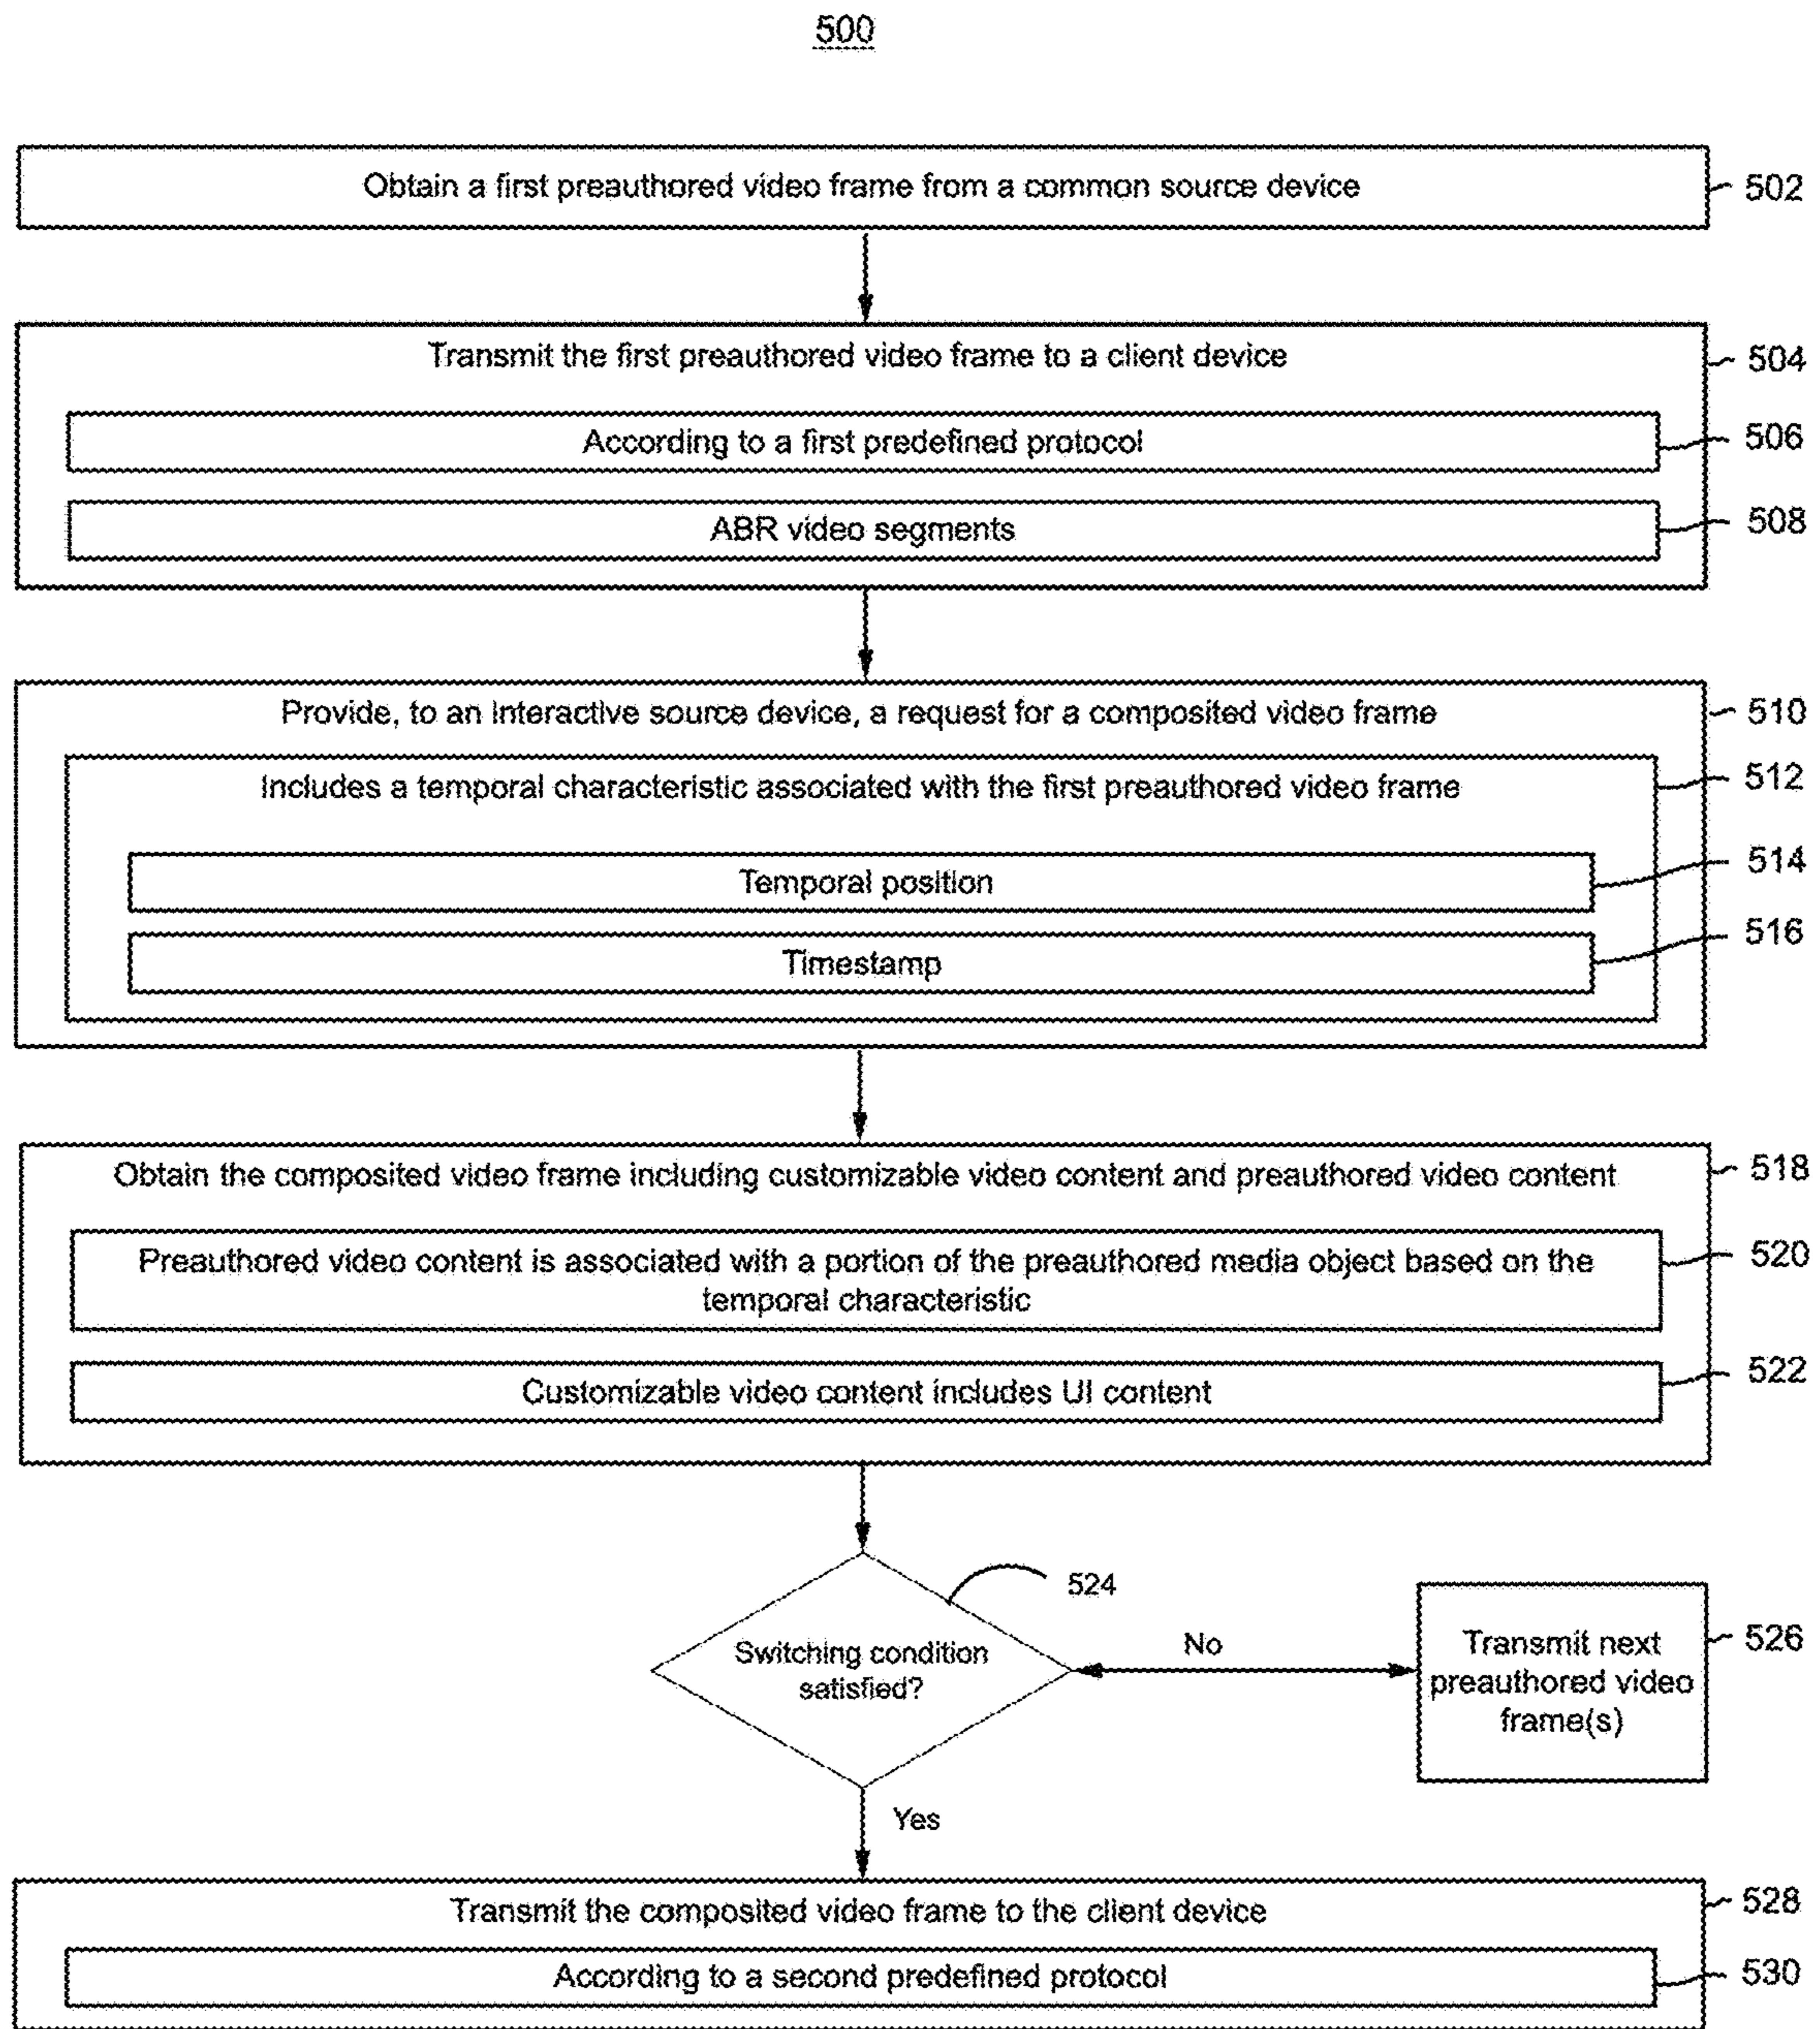 500
Obtain a first preauthored video frame from a common source device
502
Transmit the first preauthored video frame to a client device
504
According to a first predefined protocol
506
ABR video segments
508
Provide, to an interactive source device, a request for a composited video frame
510
Includes a temporal characteristic associated with the first preauthored video frame
512
Temporal position
514
Timestamp
516
Obtain the composited video frame including customizable video content and preauthored video content
518
Preauthored video content is associated with a portion of the preauthored media object based on the
temporal characteristic
520
Customizable video content includes UI content
522
524
Switching condition
satisfied?
No
Transmit next
preauthored video
frame(s)
526
Yes
Transmit the composited video frame to the client device
528
According to a second predefined protocol
530